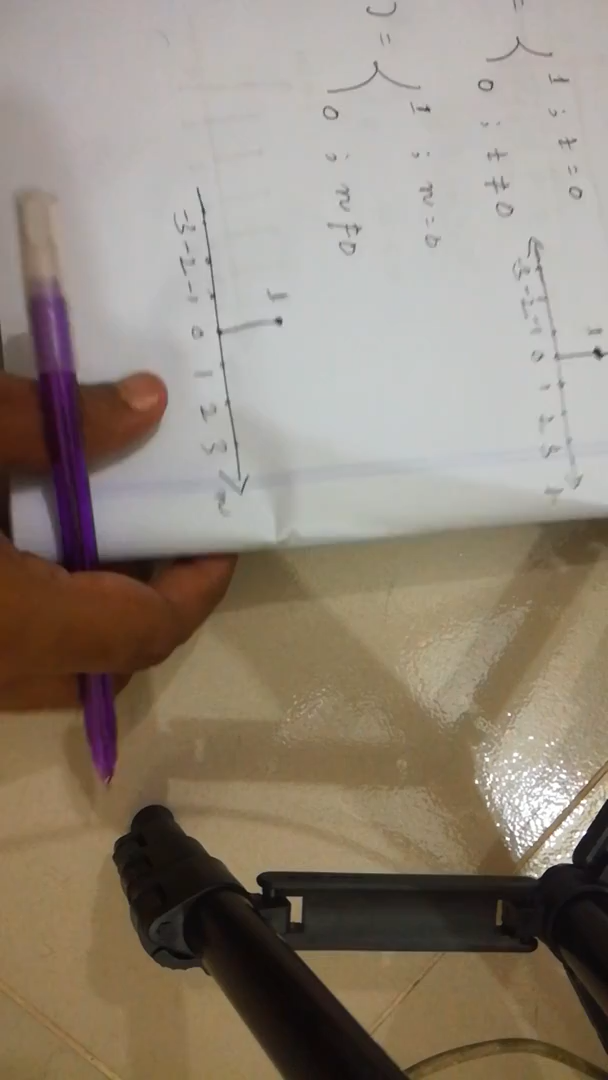 = { 1 ; t = 0
0 ; t ≠ 0
1
-3 -2 -1 0 1 2 3 t
) = { 1 ; n = 0
0 ; n ≠ 0
1
-3 -2 -1 0 1 2 3 n